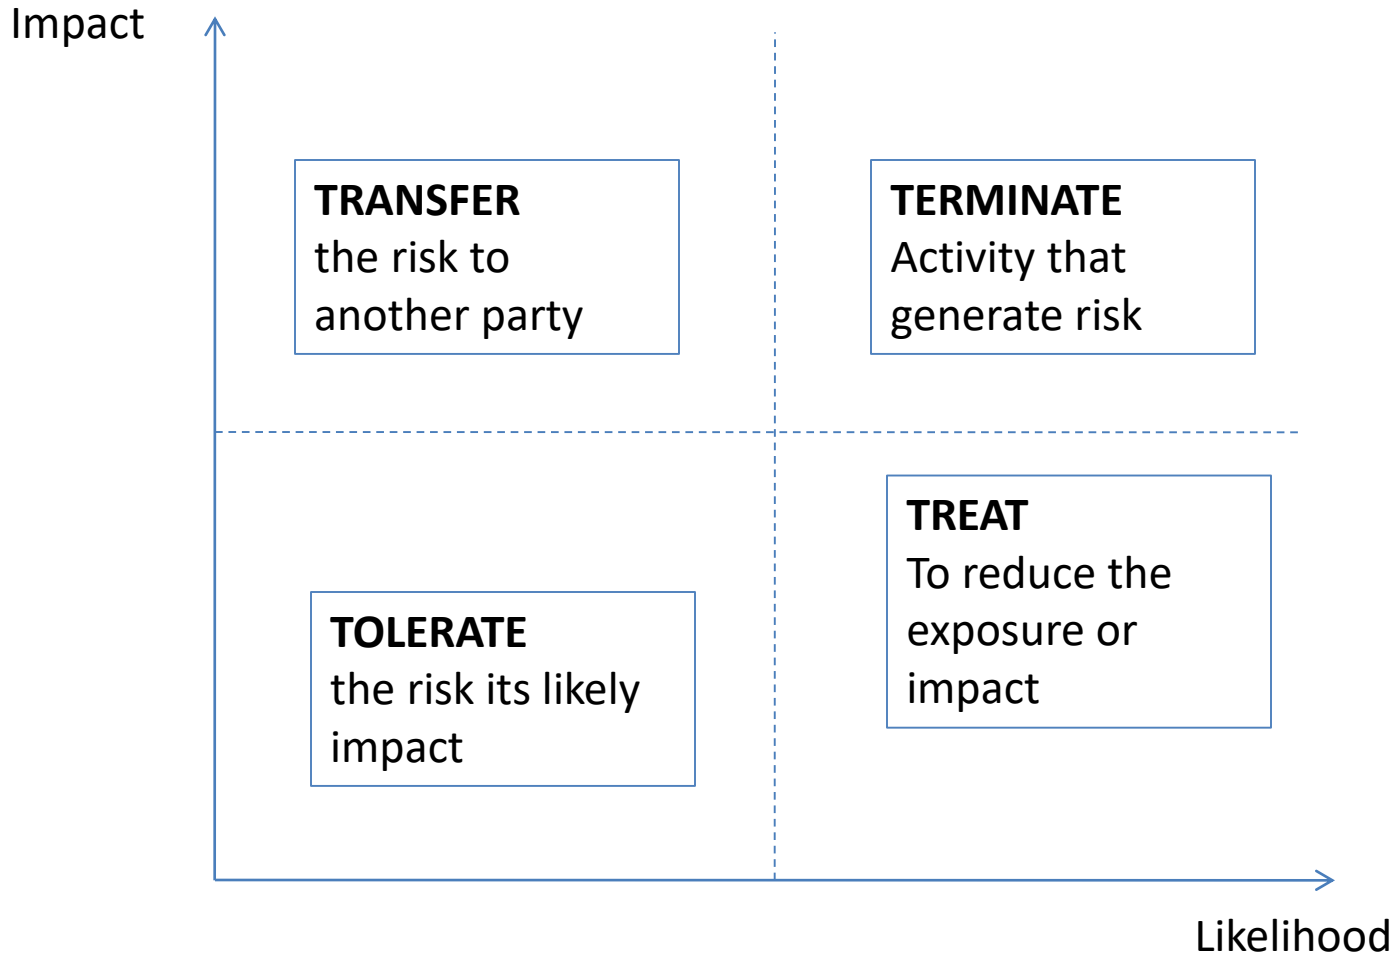 Impact
TRANSFER
the risk to
another party
TERMINATE
Activity that
generate risk
TOLERATE
the risk its likely
impact
TREAT
To reduce the
exposure or
impact
Likelihood